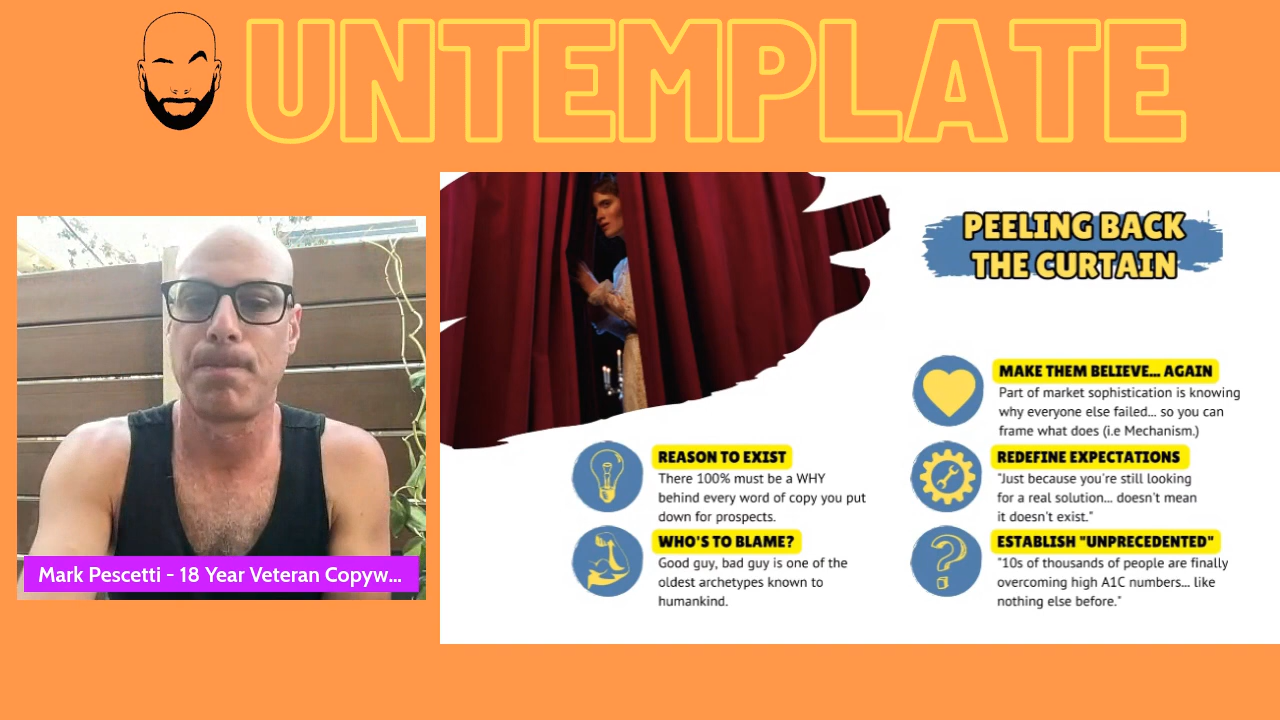 UNTEMPLATE
Mark Pescetti - 18 Year Veteran Copyw...
PEELING BACK
THE CURTAIN
REASON TO EXIST
There 100% must be a WHY
behind every word of copy you put
down for prospects.
WHO'S TO BLAME?
Good guy, bad guy is one of the
oldest archetypes known to
humankind.
MAKE THEM BELIEVE... AGAIN
Part of market sophistication is knowing
why everyone else failed... so you can
frame what does (i.e Mechanism.)
REDEFINE EXPECTATIONS
"Just because you're still looking
for a real solution... doesn't mean
it doesn't exist."
ESTABLISH "UNPRECEDENTED"
"10s of thousands of people are finally
overcoming high A1C numbers... like
nothing else before."